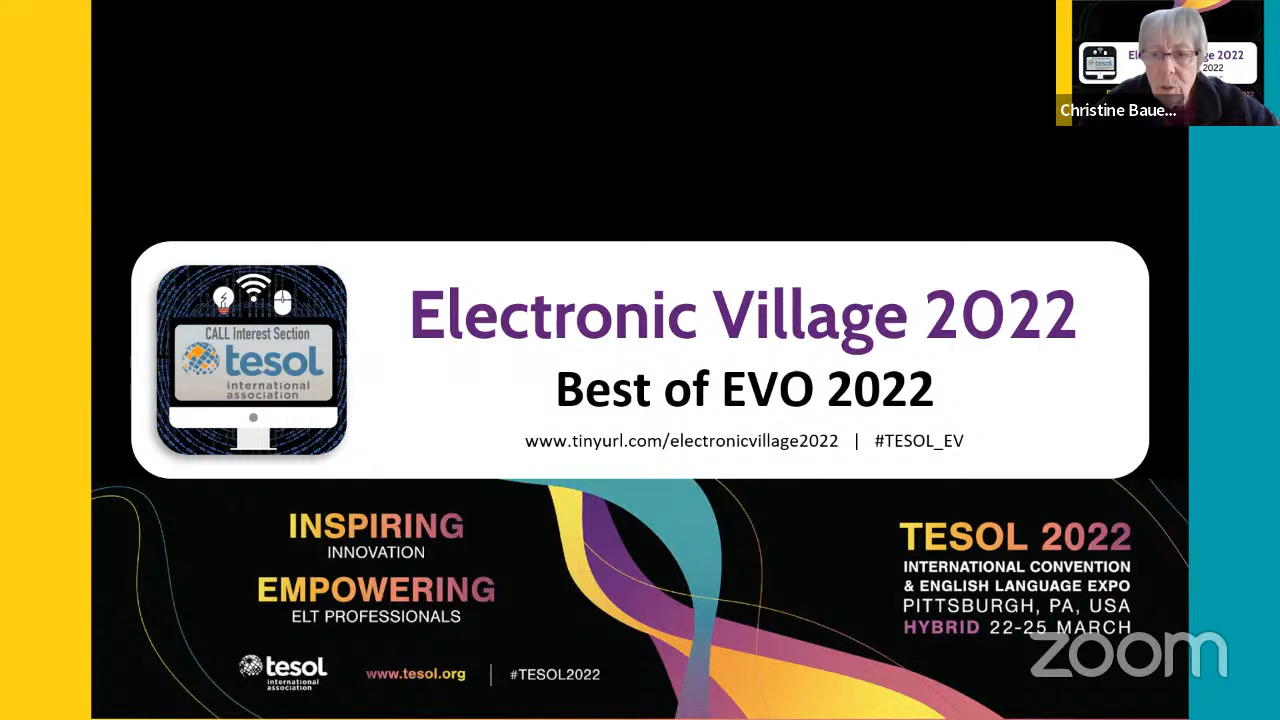 Christine Baue...
CALL Interest Section
tesol
international
association
Electronic Village 2022
Best of EVO 2022
www.tinyurl.com/electronicvillage2022 | #TESOL_EV
INSPIRING
INNOVATION
EMPOWERING
ELT PROFESSIONALS
tesol
international
association
www.tesol.org | #TESOL2022
TESOL 2022
INTERNATIONAL CONVENTION
& ENGLISH LANGUAGE EXPO
PITTSBURGH, PA, USA
HYBRID 22-25 MARCH
zoom